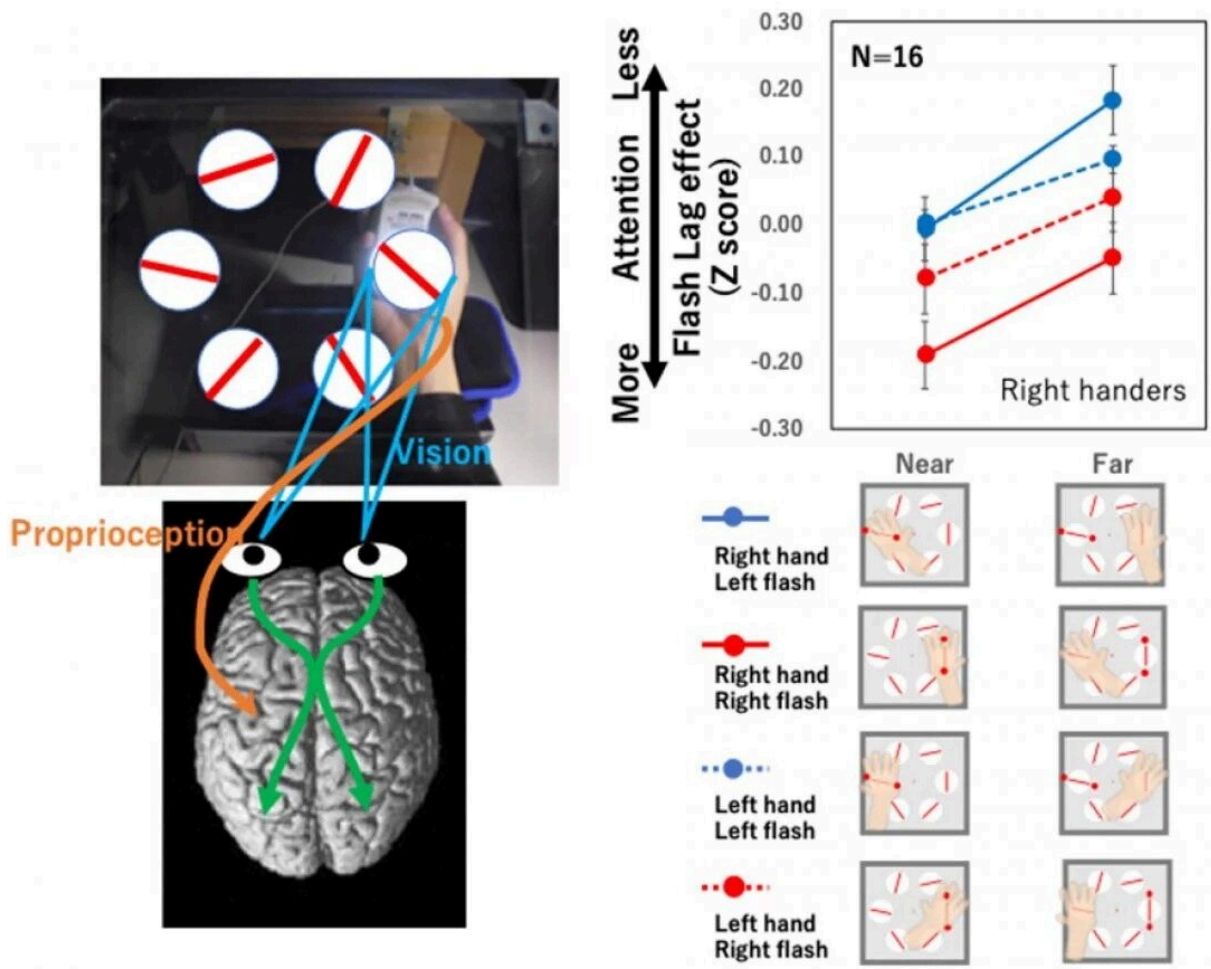 Vision
Proprioception
Less
Attention
More
Flash Lag effect
(Z score)
0.30
0.20
0.10
0.00
-0.10
-0.20
-0.30
N=16
Right handers
Near
Far
Right hand
Left flash
Right hand
Right flash
Left hand
Left flash
Left hand
Right flash